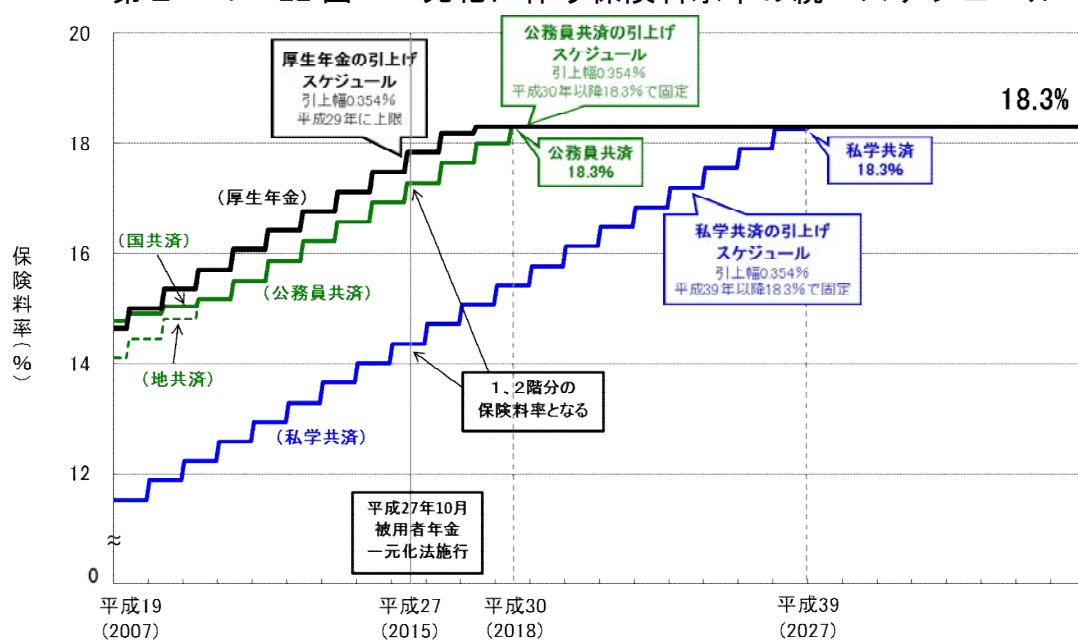 20
18
16
14
12
0
保険料率(%)
厚生年金の引上げ
スケジュール
引上幅0.354%
平成29年に上限
公務員共済の引上げ
スケジュール
引上幅0.354%
平成30年以降18.3%で固定
18.3%
公務員共済
18.3%
私学共済
18.3%
(厚生年金)
(国共済)
(公務員共済)
(地共済)
(私学共済)
私学共済の引上げ
スケジュール
引上幅0.354%
平成39年以降18.3%で固定
1、2階分の
保険料率となる
平成27年10月
被用者年金
一元化法施行
≈
平成19
(2007)
平成27
(2015)
平成30
(2018)
平成39
(2027)